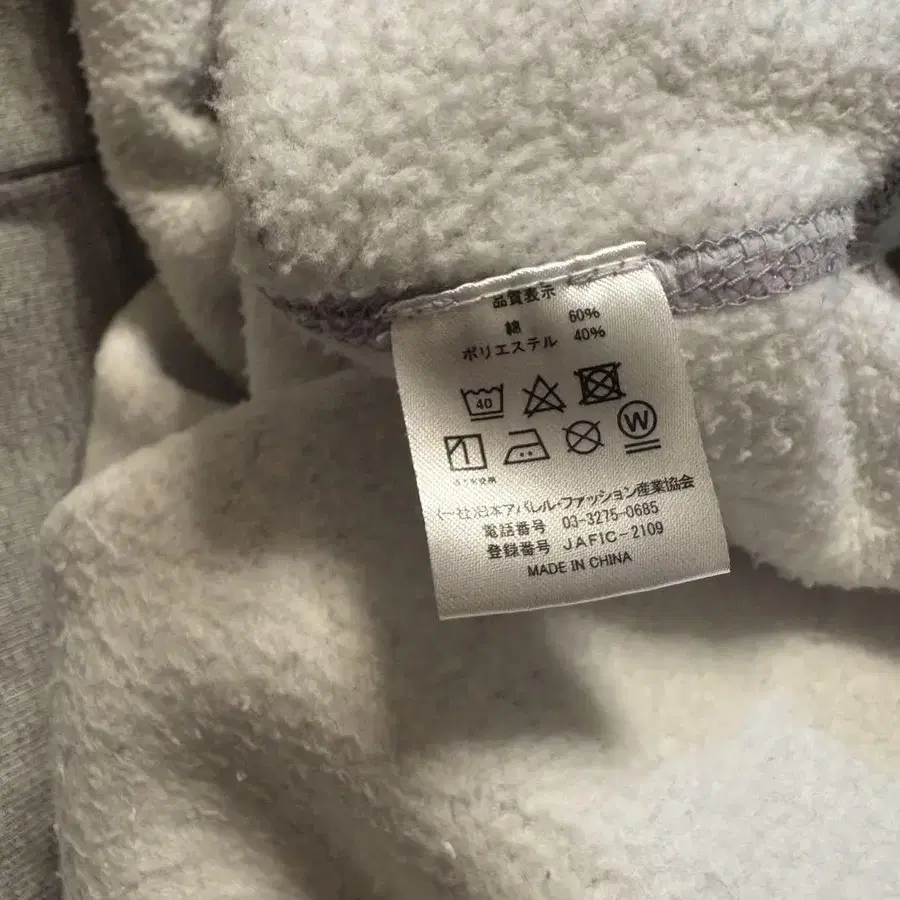 品質表示
綿 60%
ポリエステル 40%
40
W
(一社)日本アパレル・ファッション産業協会
電話番号 03-3275-0685
登録番号 JAFIC-2109
MADE IN CHINA